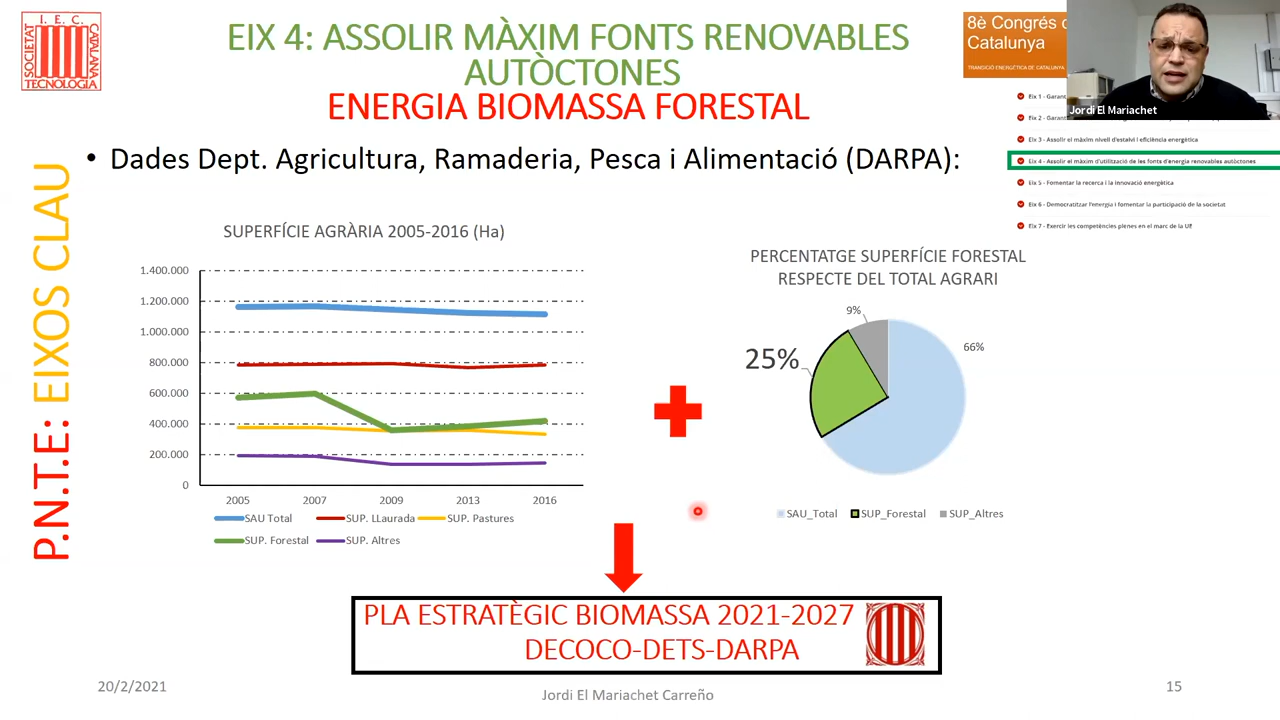 SOCIETAT
I. E. C.
CATALANA
TECNOLOGIA
EIX 4: ASSOLIR MÀXIM FONTS RENOVABLES
AUTÒCTONES
ENERGIA BIOMASSA FORESTAL
8è Congrés
Catalunya
TRANSICIÓ ENERGÈTICA DE CATALUNYA
Jordi El Mariachet
Eix 1 - Garant
Eix 2 - Garant
Eix 3 - Assolir el màxim nivell d'estalvi i eficiència energètica
Eix 4 - Assolir el màxim d'utilització de les fonts d'energia renovables autòctones
Eix 5 - Fomentar la recerca i la innovació energètica
Eix 6 - Democratitzar l'energia i fomentar la participació de la societat
Eix 7 - Exercir les competències plenes en el marc de la UE
• Dades Dept. Agricultura, Ramaderia, Pesca i Alimentació (DARPA):
P.N.T.E: EIXOS CLAU
SUPERFÍCIE AGRÀRIA 2005-2016 (Ha)
1.400.000
1.200.000
1.000.000
800.000
600.000
400.000
200.000
0
2005 2007 2009 2013 2016
SAU Total SUP. LLaurada SUP. Pastures
SUP. Forestal SUP. Altres
PERCENTATGE SUPERFÍCIE FORESTAL
RESPECTE DEL TOTAL AGRARI
9%
66%
25%
SAU_Total SUP_Forestal SUP_Altres
PLA ESTRATÈGIC BIOMASSA 2021-2027
DECOCO-DETS-DARPA
20/2/2021
Jordi El Mariachet Carreño
15